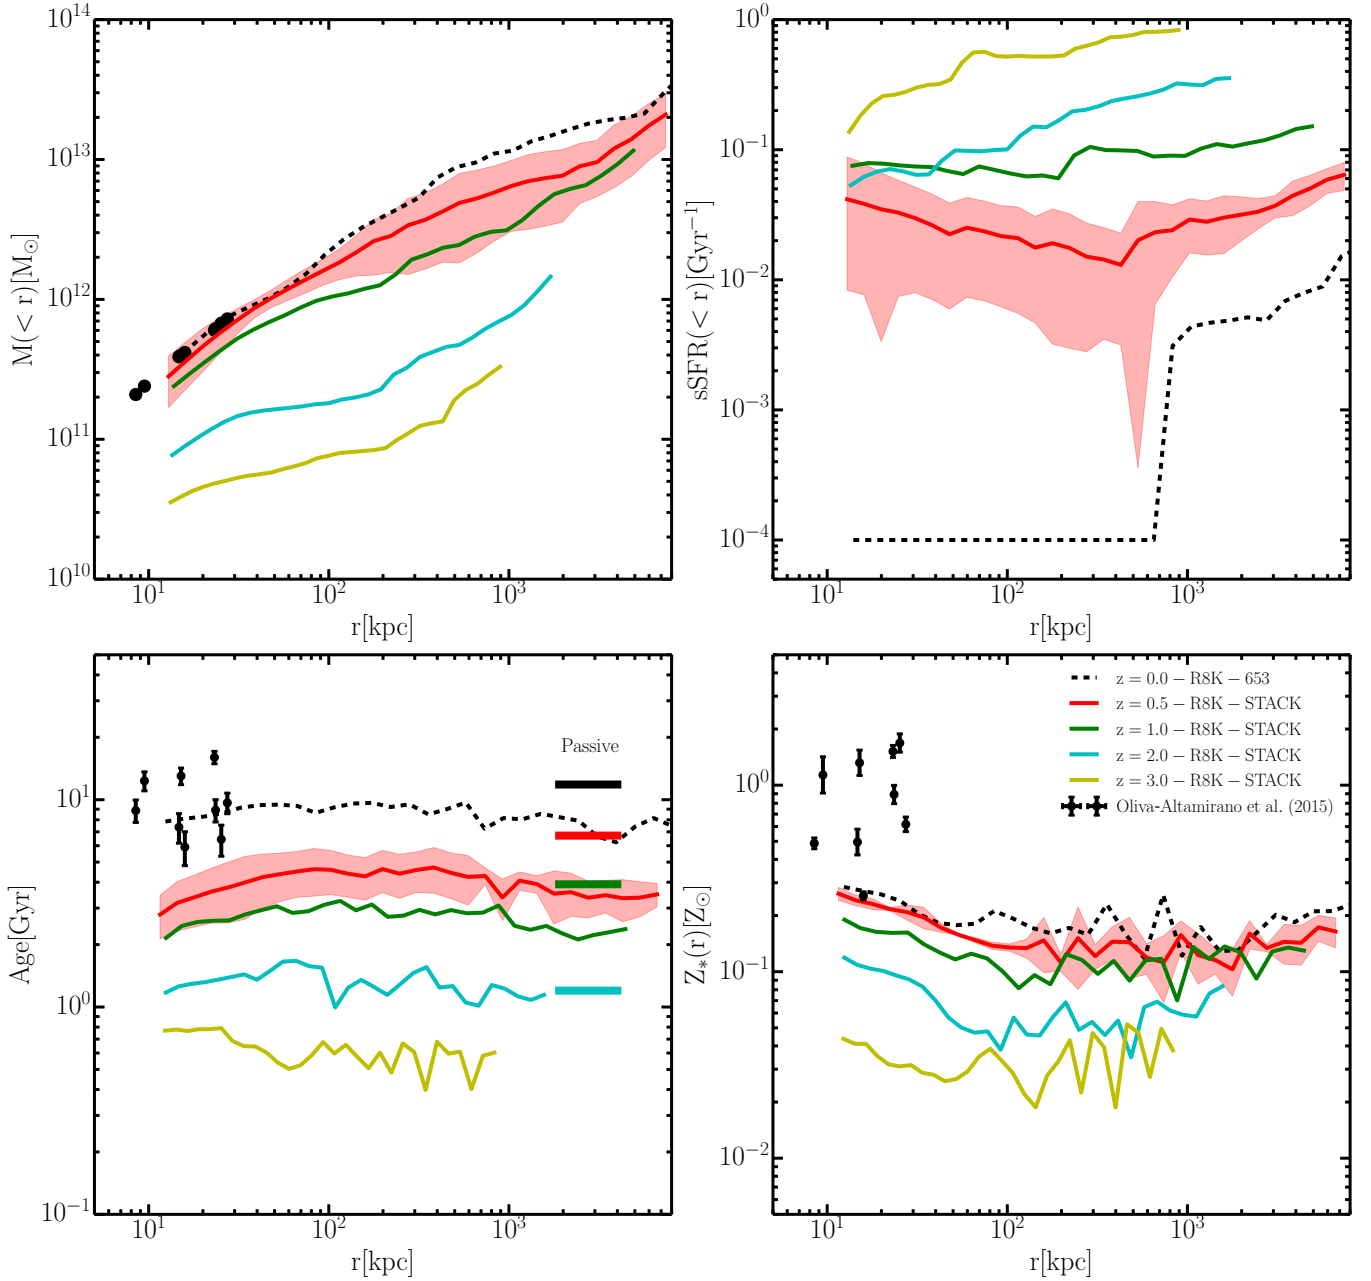 10^14
10^13
10^12
10^11
10^10
M(< r)[M_⊙]
10^1 10^2 10^3
r[kpc]
10^0
10^-1
10^-2
10^-3
10^-4
sSFR(< r)[Gyr^-1]
10^1 10^2 10^3
r[kpc]
10^1
10^0
10^-1
Age[Gyr]
Passive
10^1 10^2 10^3
r[kpc]
10^0
10^-1
10^-2
Z_*(r)[Z_⊙]
z = 0.0 − R8K − 653
z = 0.5 − R8K − STACK
z = 1.0 − R8K − STACK
z = 2.0 − R8K − STACK
z = 3.0 − R8K − STACK
Oliva-Altamirano et al. (2015)
10^1 10^2 10^3
r[kpc]